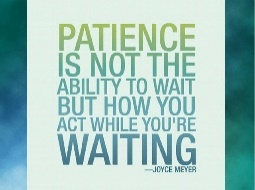 PATIENCE
IS NOT THE
ABILITY TO WAIT
BUT HOW YOU
ACT WHILE YOU'RE
WAITING
—JOYCE MEYER